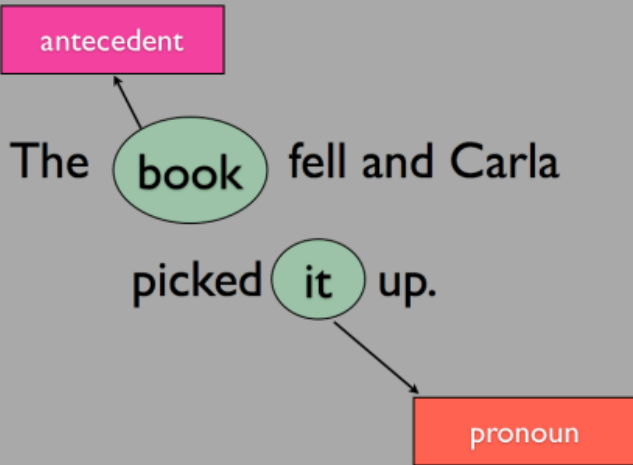 antecedent
The book fell and Carla
picked it up.
pronoun